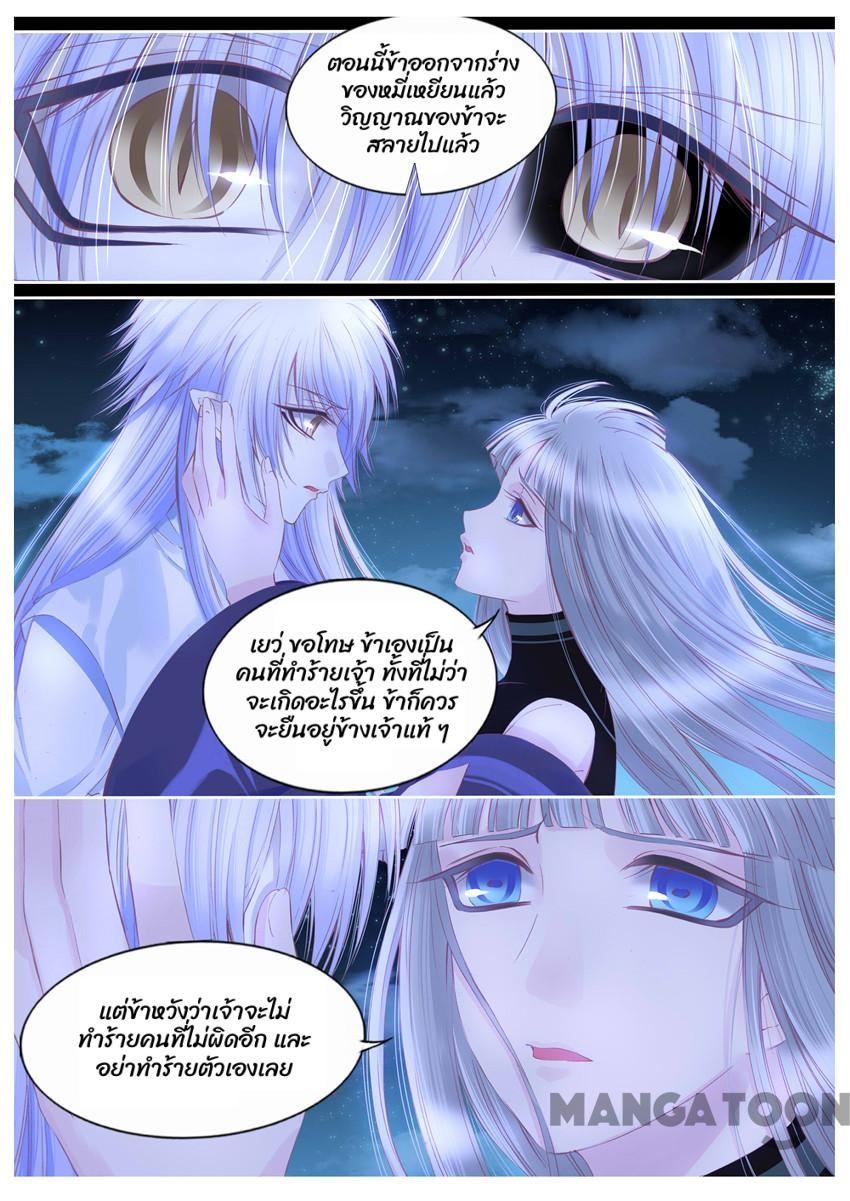 ตอนนี้ข้าออกจากร่าง
ของหมี่เหยียนแล้ว
วิญญาณของข้าจะ
สลายไปแล้ว
เยว่ ขอโทษ ข้าเองเป็น
คนที่ทำร้ายเจ้า ทั้งที่ไม่ว่า
จะเกิดอะไรขึ้น ข้าก็ควร
จะยืนอยู่ข้างเจ้าแท้ ๆ
แต่ข้าหวังว่าเจ้าจะไม่
ทำร้ายคนที่ไม่ผิดอีก และ
อย่าทำร้ายตัวเองเลย
MANGATOON